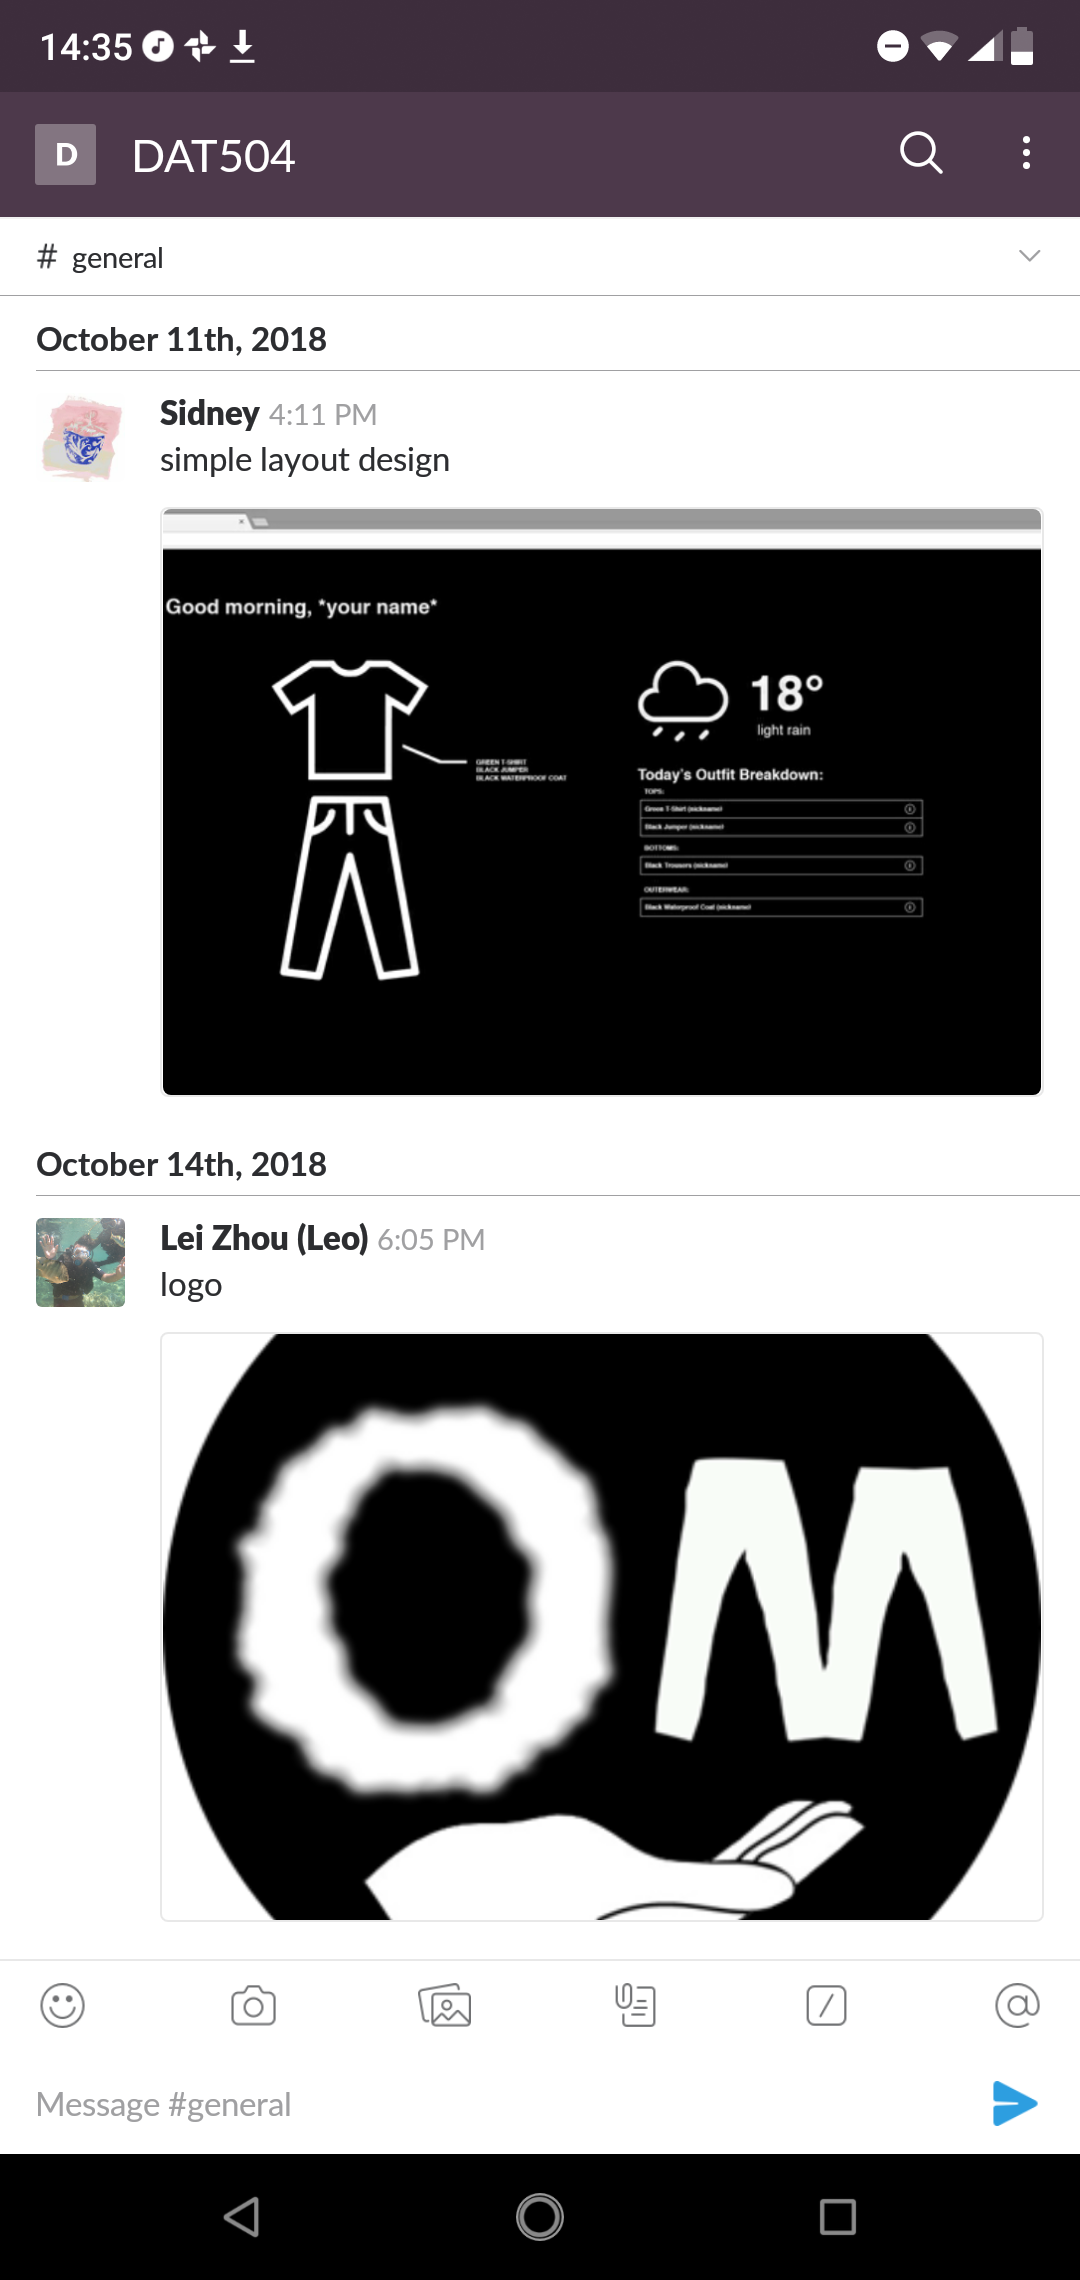 14:35
D DAT504
# general
October 11th, 2018
Sidney 4:11 PM
simple layout design
Good morning, *your name*
18°
light rain
GREEN T-SHIRT
BLACK JUMPER
BLACK WATERPROOF COAT
Today's Outfit Breakdown:
TOPS:
Green T-Shirt (nickname)
Black Jumper (nickname)
BOTTOMS:
Black Trousers (nickname)
OUTERWEAR:
Black Waterproof Coat (nickname)
October 14th, 2018
Lei Zhou (Leo) 6:05 PM
logo
OM
Message #general